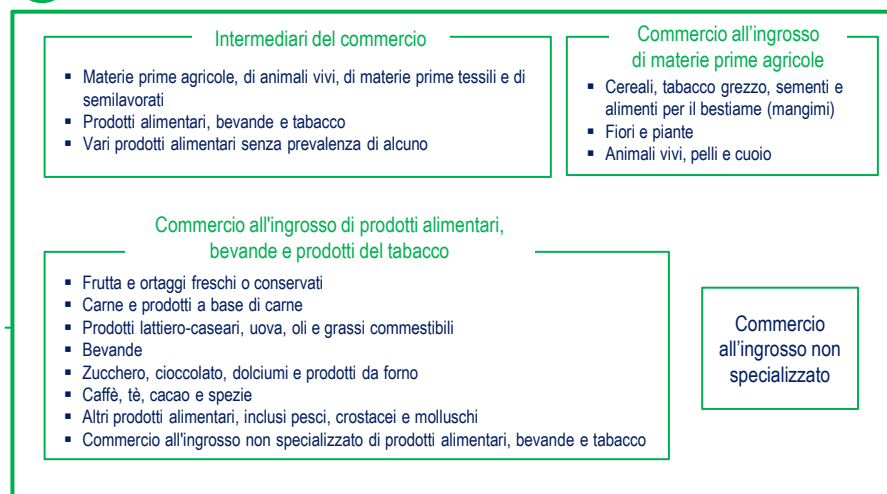 Intermediari del commercio
▪ Materie prime agricole, di animali vivi, di materie prime tessili e di
semilavorati
▪ Prodotti alimentari, bevande e tabacco
▪ Vari prodotti alimentari senza prevalenza di alcuno
Commercio all’ingrosso
di materie prime agricole
▪ Cereali, tabacco grezzo, sementi e
alimenti per il bestiame (mangimi)
▪ Fiori e piante
▪ Animali vivi, pelli e cuoio
Commercio all'ingrosso di prodotti alimentari,
bevande e prodotti del tabacco
▪ Frutta e ortaggi freschi o conservati
▪ Carne e prodotti a base di carne
▪ Prodotti lattiero-caseari, uova, oli e grassi commestibili
▪ Bevande
▪ Zucchero, cioccolato, dolciumi e prodotti da forno
▪ Caffè, tè, cacao e spezie
▪ Altri prodotti alimentari, inclusi pesci, crostacei e molluschi
▪ Commercio all'ingrosso non specializzato di prodotti alimentari, bevande e tabacco
Commercio
all’ingrosso non
specializzato